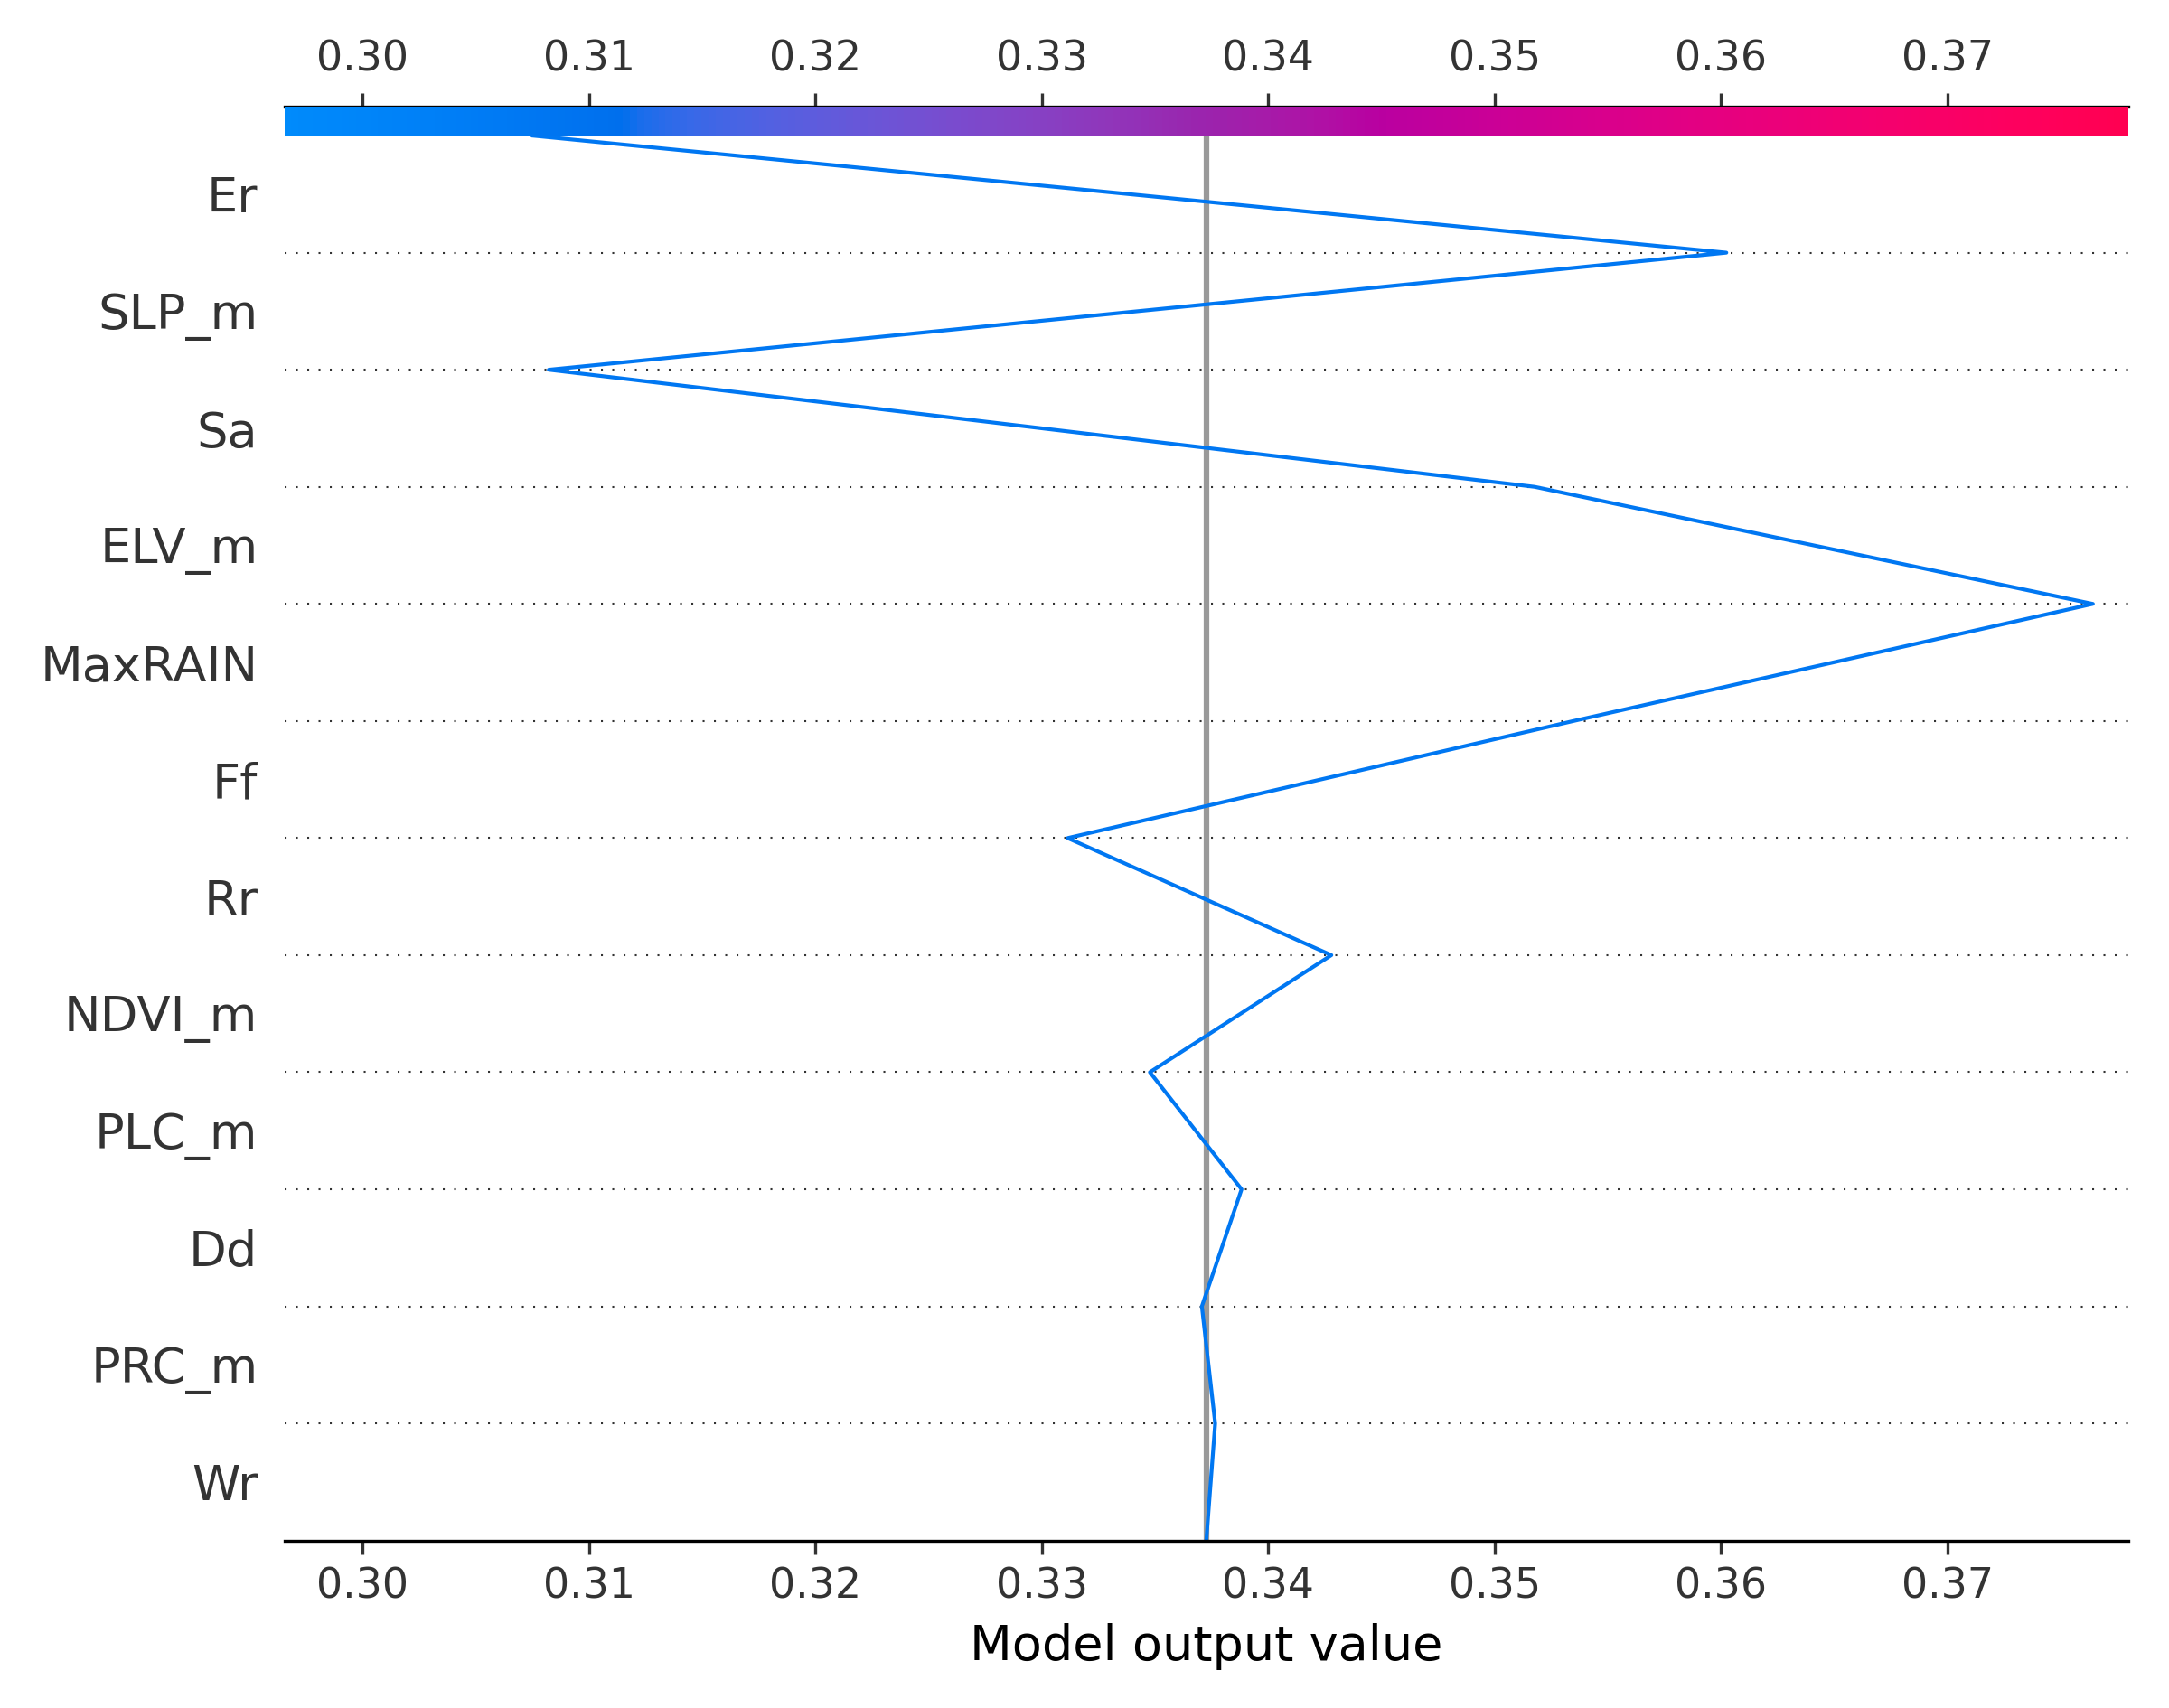 0.30 0.31 0.32 0.33 0.34 0.35 0.36 0.37
Er
SLP_m
Sa
ELV_m
MaxRAIN
Ff
Rr
NDVI_m
PLC_m
Dd
PRC_m
Wr
0.30 0.31 0.32 0.33 0.34 0.35 0.36 0.37
Model output value